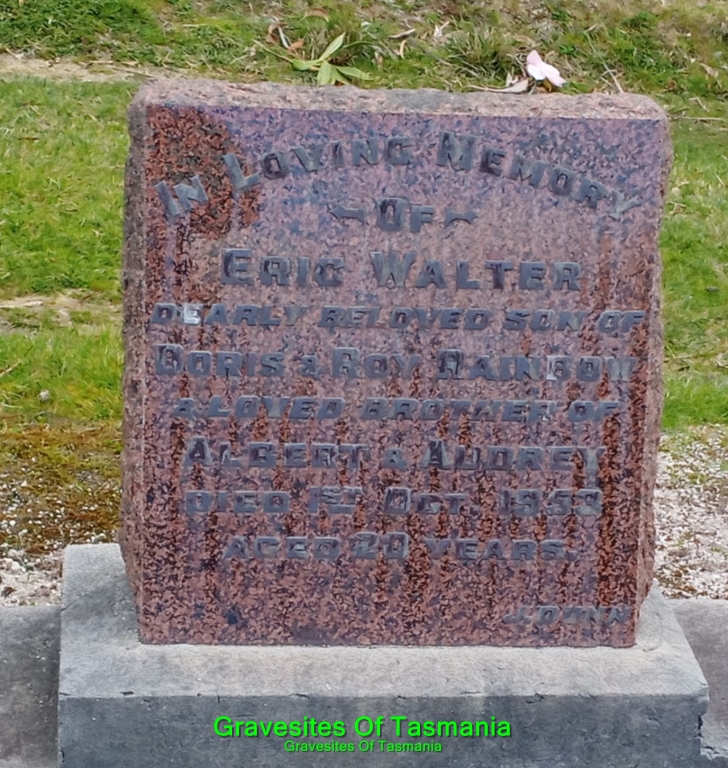 In Loving Memory
Of
Eric Walter
dearly beloved son of
Doris & Roy Rainbow
& loved brother of
Albert & Audrey
died 1st Oct. 1953
aged 20 years.
J. Dunn
Gravesites Of Tasmania
Gravesites Of Tasmania